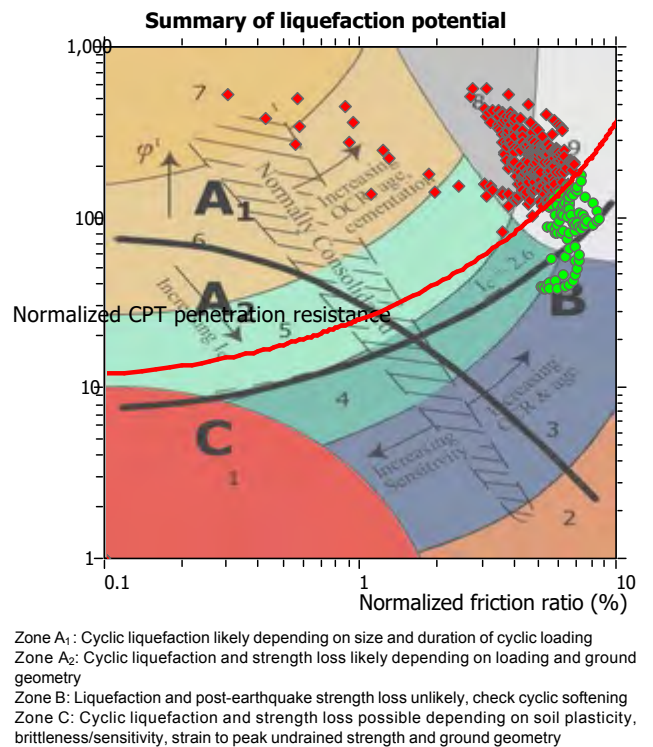 Summary of liquefaction potential
1,000
7
8
9
φ'
Increasing
OCR, age,
cementation
A1
Normally Consolidated
100
6
Ic = 2.6
A2
B
Normalized CPT penetration resistance
Increasing Ic
5
10
4
Increasing
OCR & age
3
C
Increasing
Sensitivity
1
2
1
0.1
1
10
Normalized friction ratio (%)
Zone A1: Cyclic liquefaction likely depending on size and duration of cyclic loading
Zone A2: Cyclic liquefaction and strength loss likely depending on loading and ground
geometry
Zone B: Liquefaction and post-earthquake strength loss unlikely, check cyclic softening
Zone C: Cyclic liquefaction and strength loss possible depending on soil plasticity,
brittleness/sensitivity, strain to peak undrained strength and ground geometry